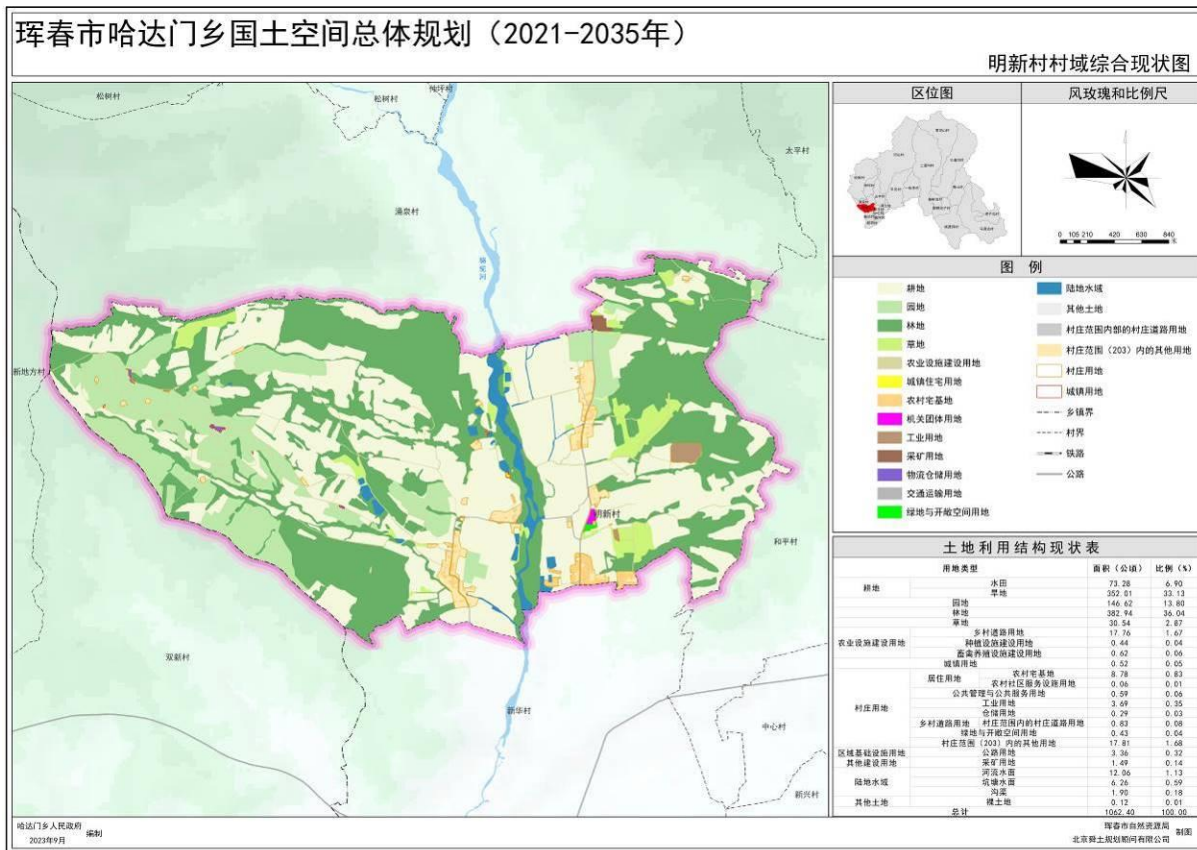 珲春市哈达门乡国土空间总体规划（2021-2035年）
明新村村域综合现状图
松树村
松树村
太平村
涌泉村
骆驼河
新地方村
明新村
和平村
双新村
新华村
中心村
新兴村
区位图
风玫瑰和比例尺
0 105 210 420 630 840
图 例
耕地
园地
林地
草地
农业设施建设用地
城镇住宅用地
农村宅基地
机关团体用地
工业用地
采矿用地
物流仓储用地
交通运输用地
绿地与开敞空间用地
陆地水域
其他土地
村庄范围内部的村庄道路用地
村庄范围（203）内的其他用地
村庄用地
城镇用地
乡镇界
村界
铁路
公路
土地利用结构现状表
用地类型 面积（公顷） 比例（%）
耕地 水田 73.28 6.90
旱地 352.01 33.13
园地 146.62 13.80
林地 382.94 36.04
草地 30.54 2.87
农业设施建设用地 乡村道路用地 17.76 1.67
种植设施建设用地 0.44 0.04
畜禽养殖设施建设用地 0.62 0.06
城镇用地 0.52 0.05
村庄用地 居住用地 农村宅基地 8.78 0.83
农村社区服务设施用地 0.06 0.01
公共管理与公共服务用地 0.59 0.06
工业用地 3.69 0.35
仓储用地 0.29 0.03
乡村道路用地 村庄范围内的村庄道路用地 0.83 0.08
绿地与开敞空间用地 0.43 0.04
村庄范围（203）内的其他用地 17.81 1.68
区域基础设施用地 公路用地 3.36 0.32
其他建设用地 采矿用地 1.49 0.14
陆地水域 河流水面 12.06 1.13
坑塘水面 6.26 0.59
沟渠 1.90 0.18
其他土地 裸土地 0.12 0.01
总计 1062.40 100.00
哈达门乡人民政府
2023年9月
编制
珲春市自然资源局
北京舜土规划顾问有限公司
制图